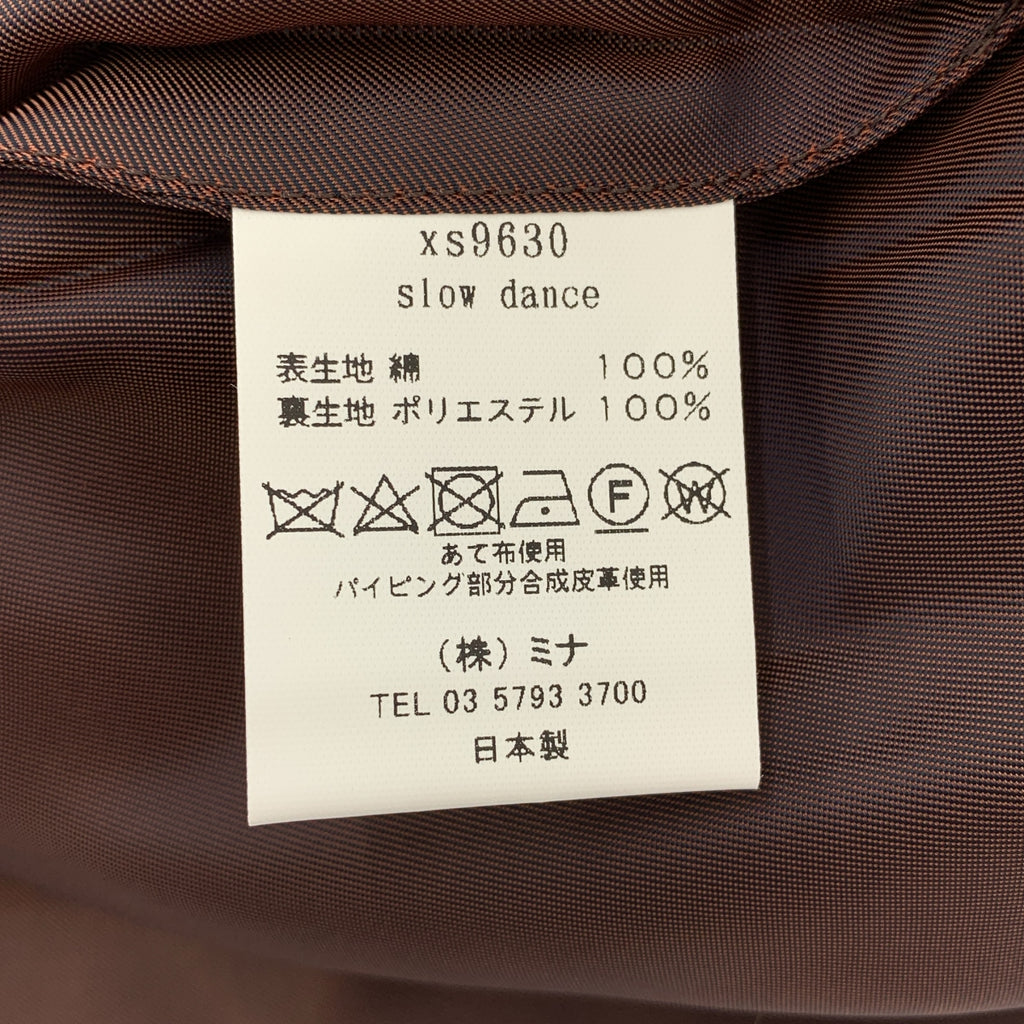 xs9630
slow dance
表生地 綿 100%
裏生地 ポリエステル 100%
F W
あて布使用
パイピング部分合成皮革使用
(株)ミナ
TEL 03 5793 3700
日本製